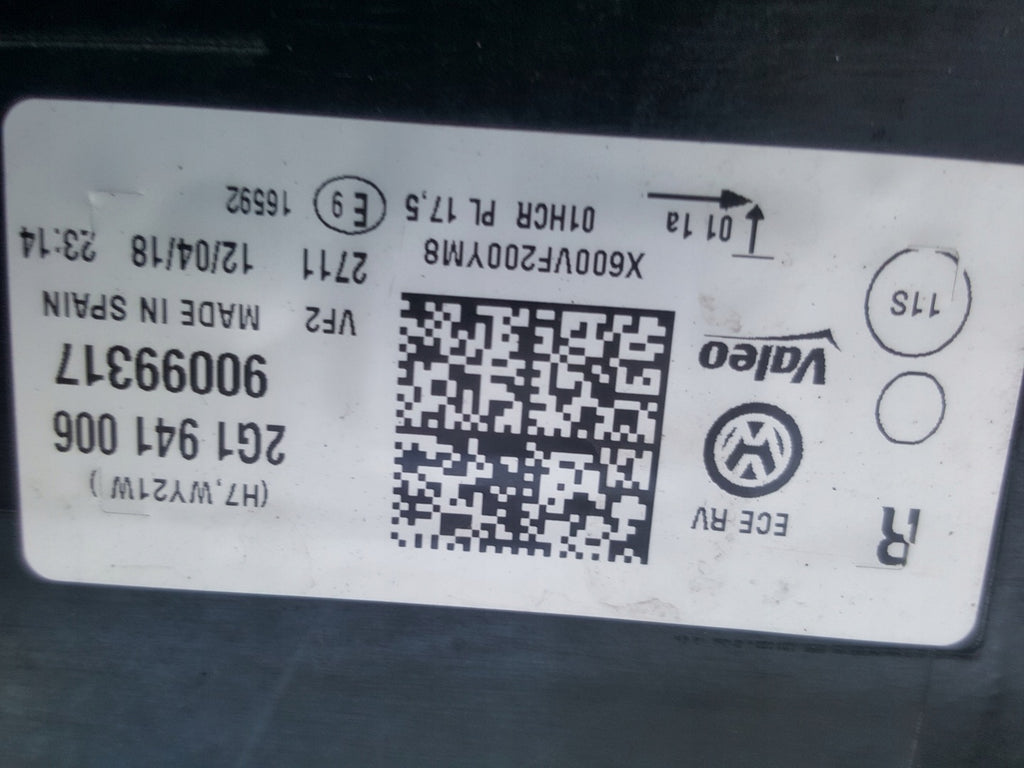 R
ECE RV
(H7,WY21W )
2G1 941 006
90099317
Valeo
11S
VF2 MADE IN SPAIN
2711 12/04/18 23:14
X600VF200YM8
01 1a
01HCR PL 17,5
E 9
16592